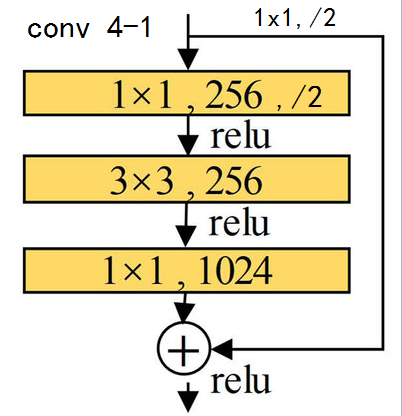 conv 4-1
1x1,/2
1×1 , 256 ,/2
relu
3×3 , 256
relu
1×1 , 1024
+
relu